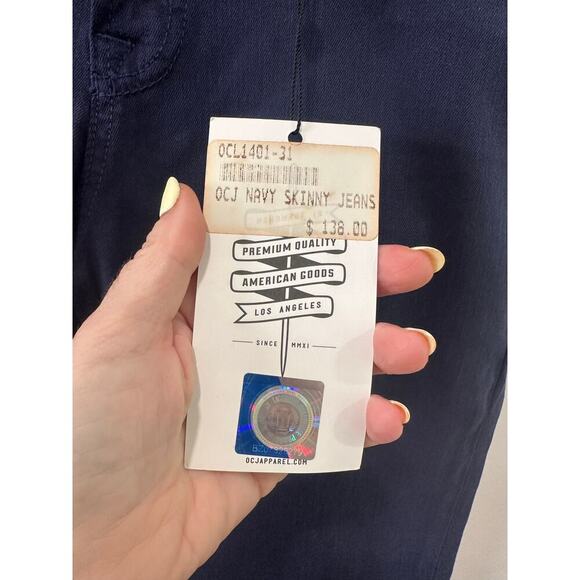 OCL1401-31
OCJ NAVY SKINNY JEANS
$ 138.00
PREMIUM QUALITY
AMERICAN GOODS
LOS ANGELES
SINCE MMXI
OCJAPPAREL.COM